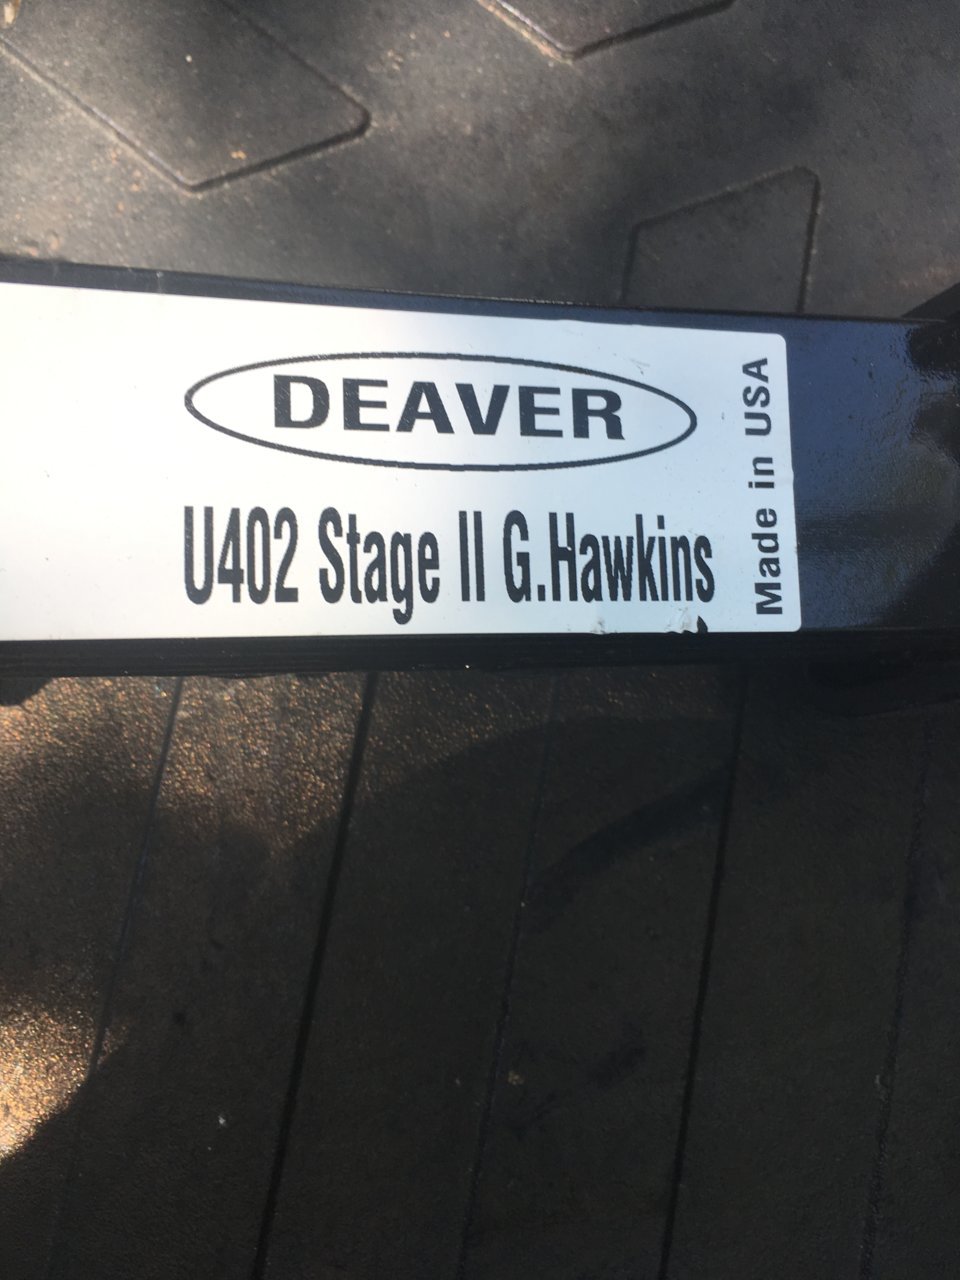 DEAVER
U402 Stage II G.Hawkins
Made in USA